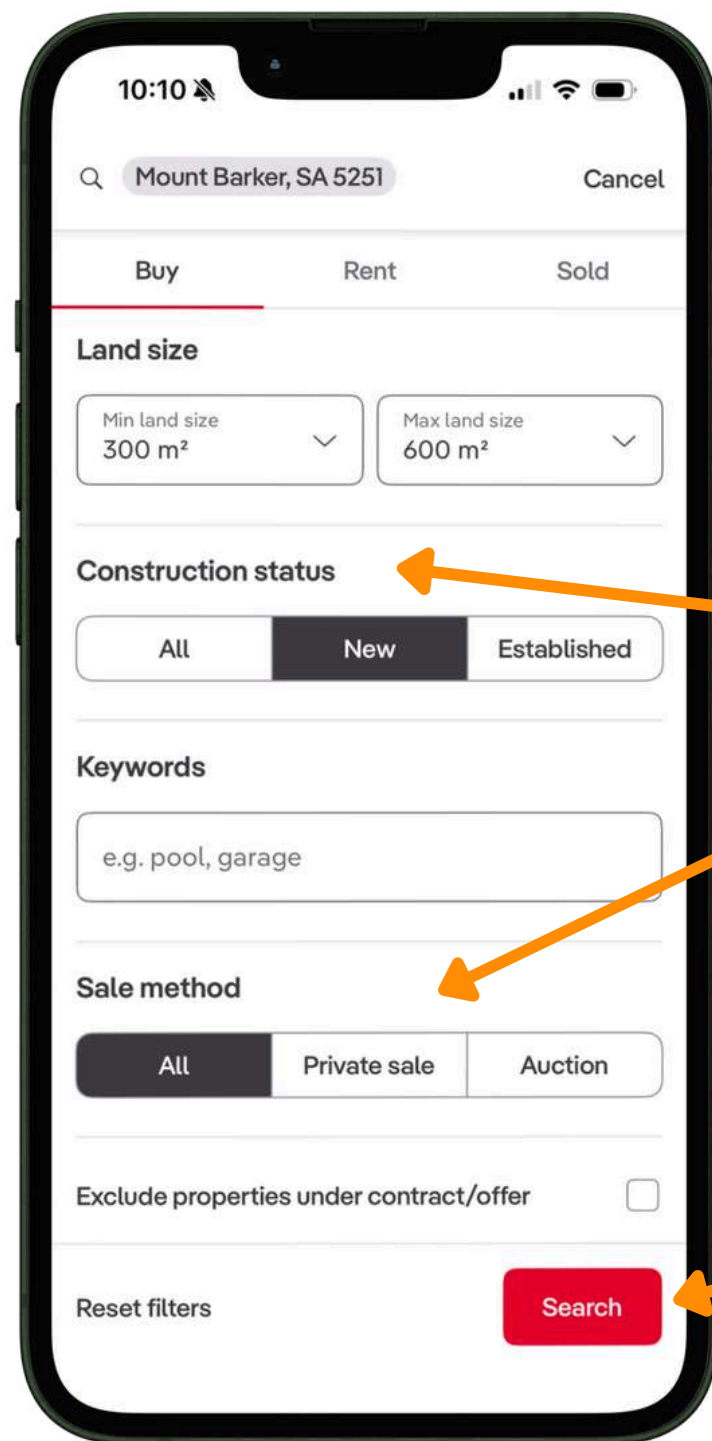 10:10
Mount Barker, SA 5251 Cancel
Buy Rent Sold
Land size
Min land size Max land size
300 m² 600 m²
Construction status
All New Established
Keywords
e.g. pool, garage
Sale method
All Private sale Auction
Exclude properties under contract/offer
Reset filters Search